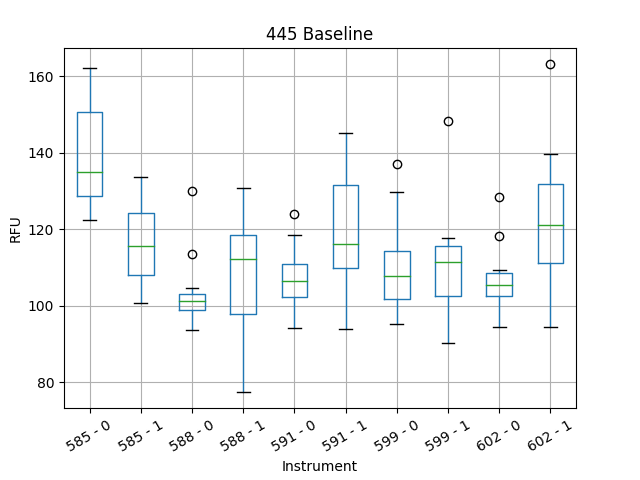 445 Baseline
RFU
160
140
120
100
80
585 - 0
585 - 1
588 - 0
588 - 1
591 - 0
591 - 1
599 - 0
599 - 1
602 - 0
602 - 1
Instrument